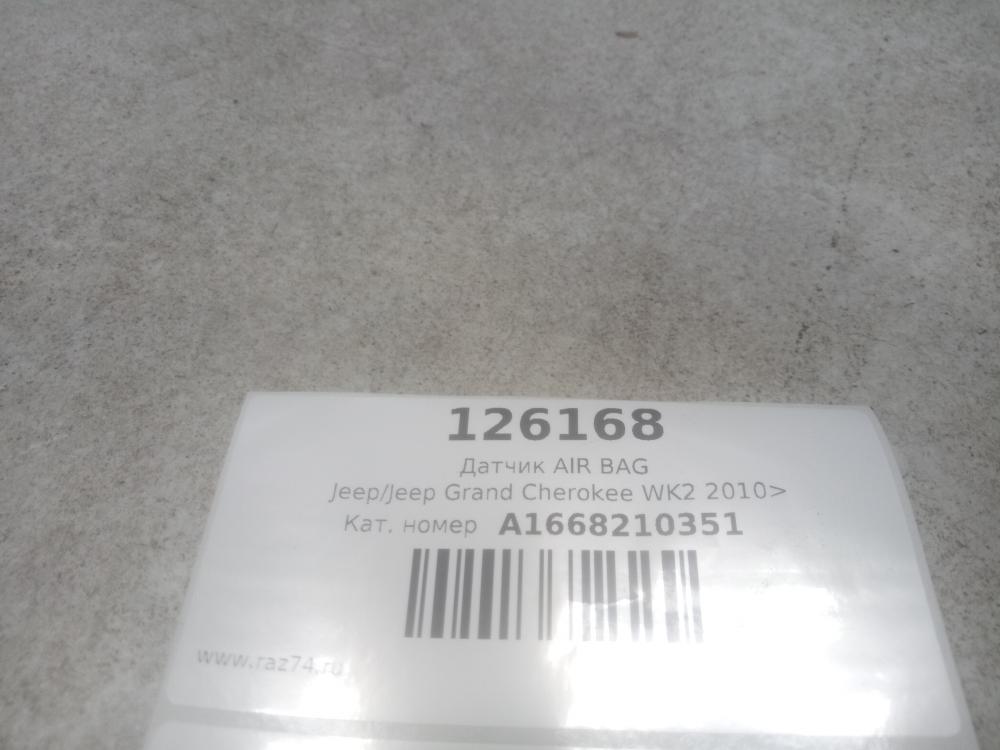 126168
Датчик AIR BAG
Jeep/Jeep Grand Cherokee WK2 2010>
Кат. номер A1668210351
www.raz74.ru